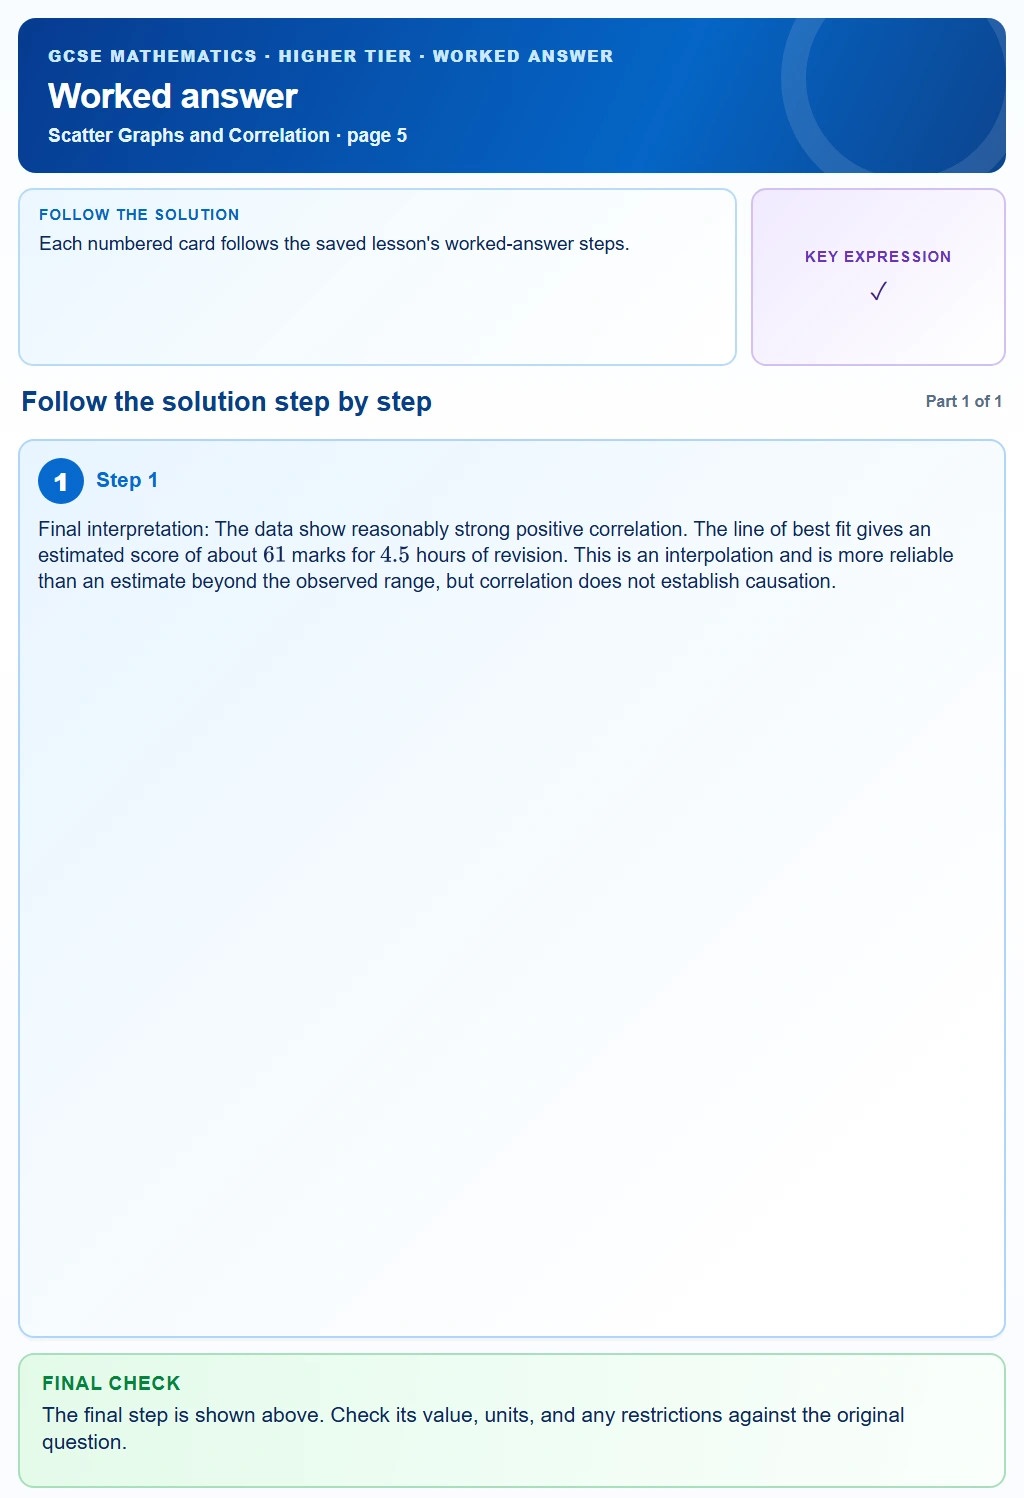 GCSE MATHEMATICS · HIGHER TIER · WORKED ANSWER
Worked answer
Scatter Graphs and Correlation · page 5
FOLLOW THE SOLUTION
Each numbered card follows the saved lesson's worked-answer steps.
KEY EXPRESSION
✓
Follow the solution step by step
Part 1 of 1
1 Step 1
Final interpretation: The data show reasonably strong positive correlation. The line of best fit gives an
estimated score of about 61 marks for 4.5 hours of revision. This is an interpolation and is more reliable
than an estimate beyond the observed range, but correlation does not establish causation.
FINAL CHECK
The final step is shown above. Check its value, units, and any restrictions against the original
question.